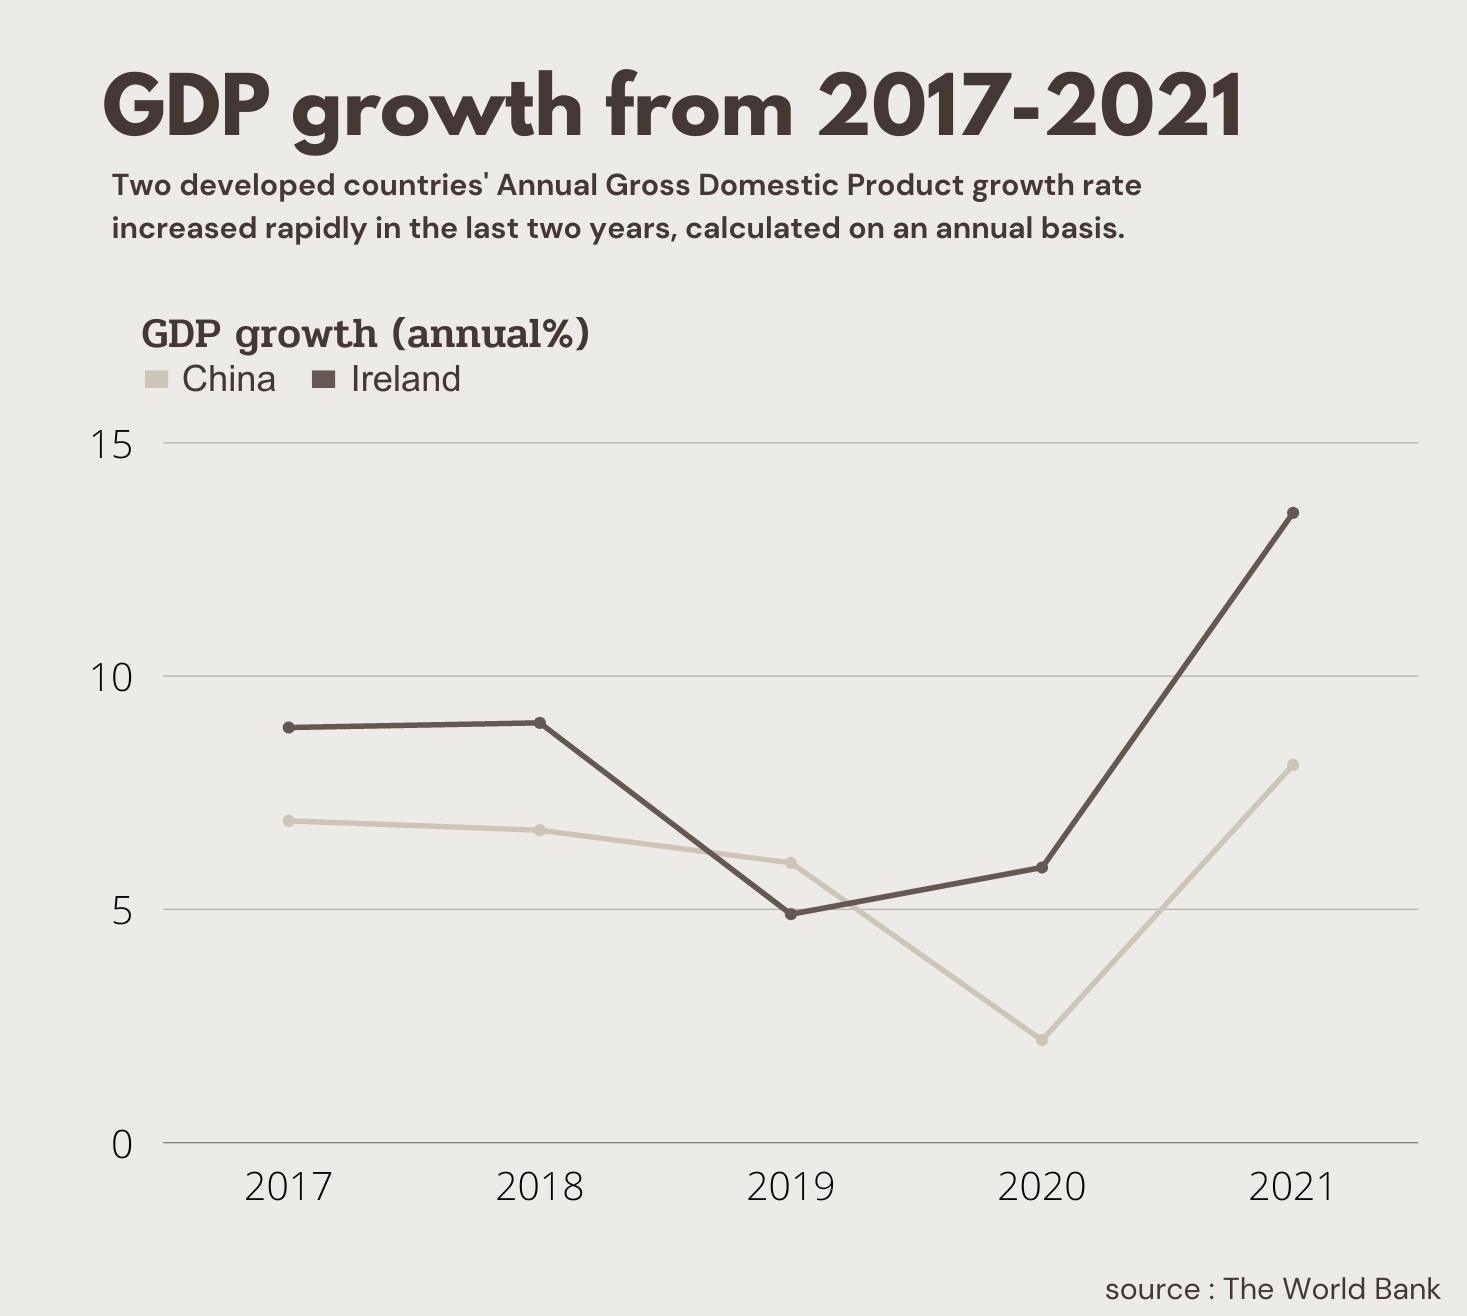 GDP growth from 2017-2021
Two developed countries' Annual Gross Domestic Product growth rate
increased rapidly in the last two years, calculated on an annual basis.
GDP growth (annual%)
China Ireland
15
10
5
0
2017 2018 2019 2020 2021
source : The World Bank